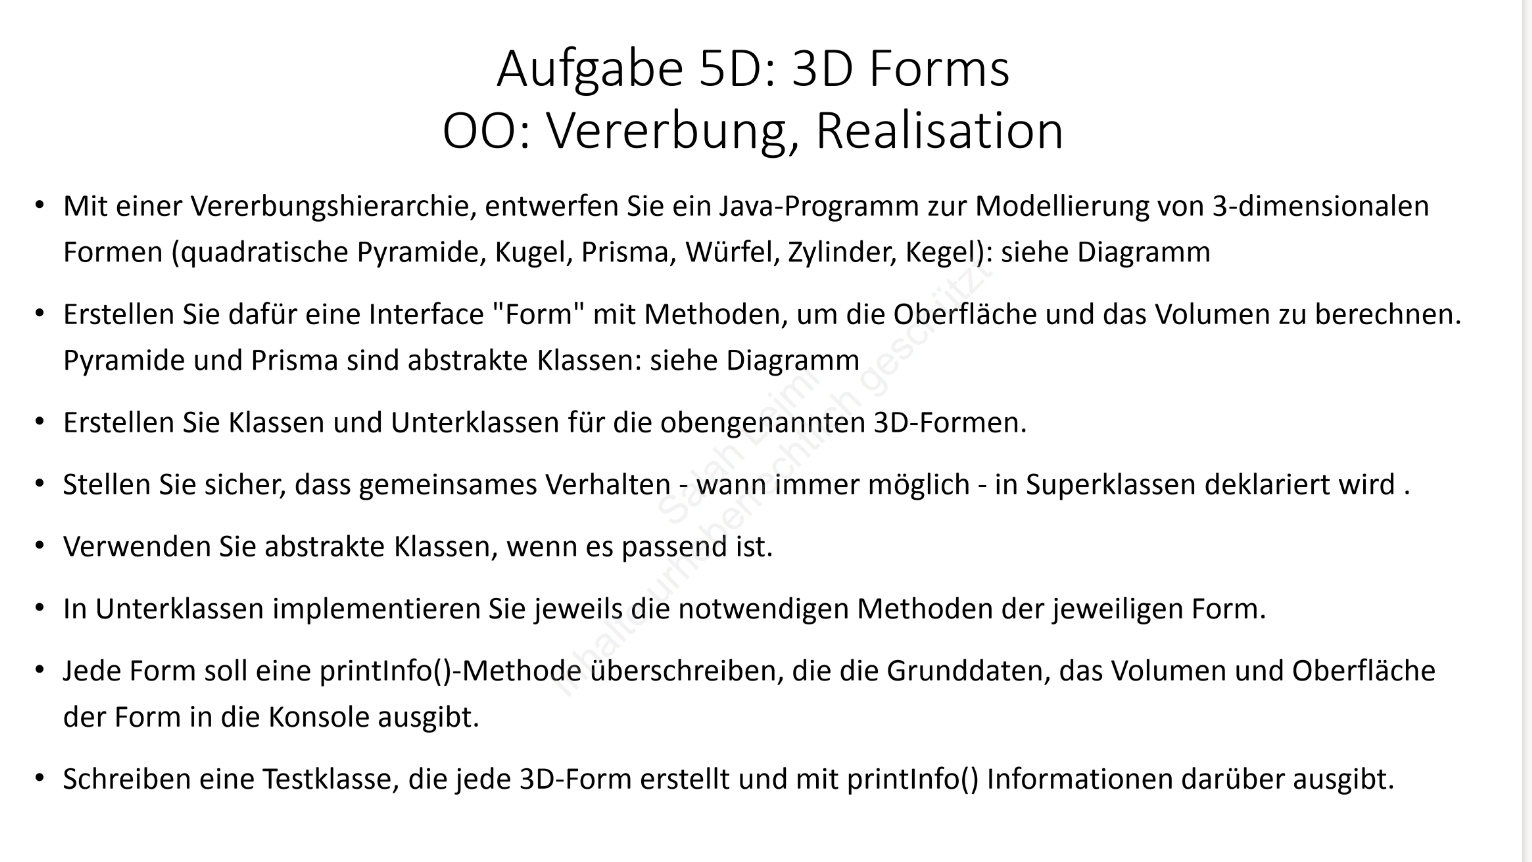 Aufgabe 5D: 3D Forms
OO: Vererbung, Realisation
• Mit einer Vererbungshierarchie, entwerfen Sie ein Java-Programm zur Modellierung von 3-dimensionalen
Formen (quadratische Pyramide, Kugel, Prisma, Würfel, Zylinder, Kegel): siehe Diagramm
• Erstellen Sie dafür eine Interface "Form" mit Methoden, um die Oberfläche und das Volumen zu berechnen.
Pyramide und Prisma sind abstrakte Klassen: siehe Diagramm
• Erstellen Sie Klassen und Unterklassen für die obengenannten 3D-Formen.
• Stellen Sie sicher, dass gemeinsames Verhalten - wann immer möglich - in Superklassen deklariert wird .
• Verwenden Sie abstrakte Klassen, wenn es passend ist.
• In Unterklassen implementieren Sie jeweils die notwendigen Methoden der jeweiligen Form.
• Jede Form soll eine printInfo()-Methode überschreiben, die die Grunddaten, das Volumen und Oberfläche
der Form in die Konsole ausgibt.
• Schreiben eine Testklasse, die jede 3D-Form erstellt und mit printInfo() Informationen darüber ausgibt.
Salah
Inhalte urheberrechtlich geschützt